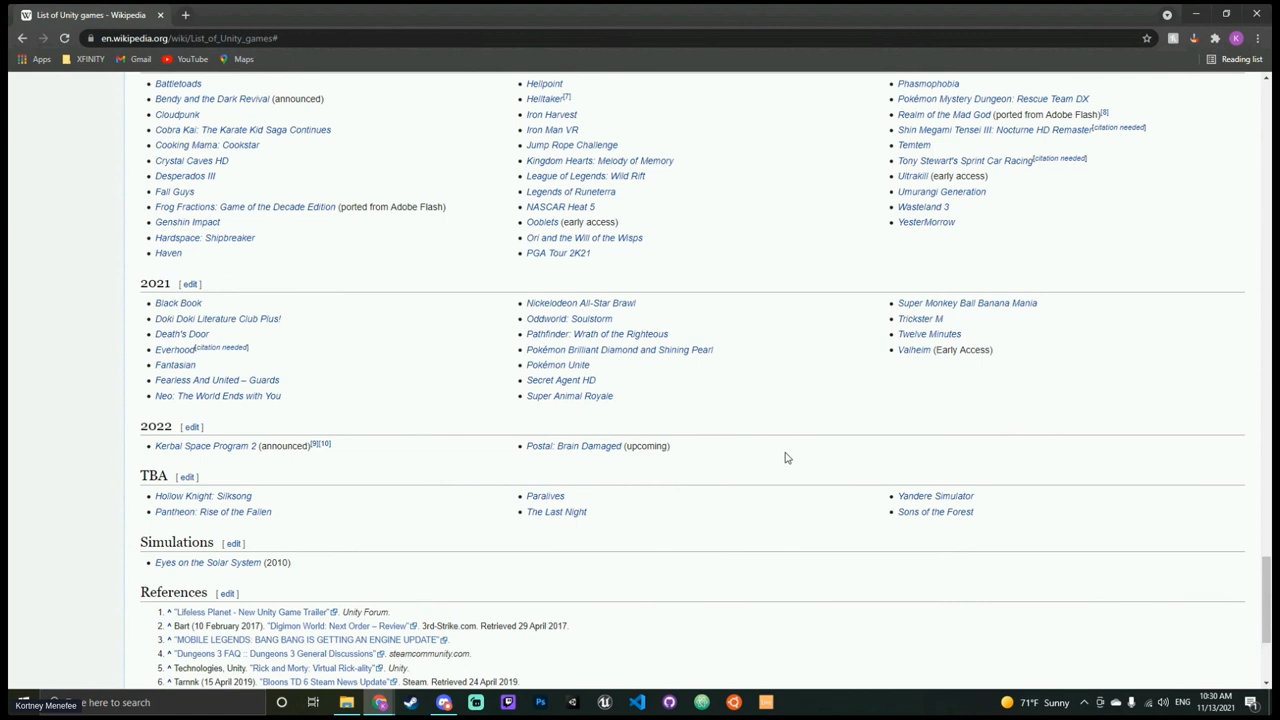 List of Unity games - Wikipedia
en.wikipedia.org/wiki/List_of_Unity_games#
Apps XFINITY Gmail YouTube Maps Reading list
Battletoads
Bendy and the Dark Revival (announced)
Cloudpunk
Cobra Kai: The Karate Kid Saga Continues
Cooking Mama: Cookstar
Crystal Caves HD
Desperados III
Fall Guys
Frog Fractions: Game of the Decade Edition (ported from Adobe Flash)
Genshin Impact
Hardspace: Shipbreaker
Haven
Hellpoint
Helltaker[7]
Iron Harvest
Iron Man VR
Jump Rope Challenge
Kingdom Hearts: Melody of Memory
League of Legends: Wild Rift
Legends of Runeterra
NASCAR Heat 5
Ooblets (early access)
Ori and the Will of the Wisps
PGA Tour 2K21
Phasmophobia
Pokémon Mystery Dungeon: Rescue Team DX
Realm of the Mad God (ported from Adobe Flash)[8]
Shin Megami Tensei III: Nocturne HD Remaster[citation needed]
Temtem
Tony Stewart's Sprint Car Racing[citation needed]
Ultrakill (early access)
Umurangi Generation
Wasteland 3
YesterMorrow
2021 [ edit ]
Black Book
Doki Doki Literature Club Plus!
Death's Door
Everhood[citation needed]
Fantasian
Fearless And United – Guards
Neo: The World Ends with You
Nickelodeon All-Star Brawl
Oddworld: Soulstorm
Pathfinder: Wrath of the Righteous
Pokémon Brilliant Diamond and Shining Pearl
Pokémon Unite
Secret Agent HD
Super Animal Royale
Super Monkey Ball Banana Mania
Trickster M
Twelve Minutes
Valheim (Early Access)
2022 [ edit ]
Kerbal Space Program 2 (announced)[9][10]
Postal: Brain Damaged (upcoming)
TBA [ edit ]
Hollow Knight: Silksong
Pantheon: Rise of the Fallen
Paralives
The Last Night
Yandere Simulator
Sons of the Forest
Simulations [ edit ]
Eyes on the Solar System (2010)
References [ edit ]
1. ^ "Lifeless Planet - New Unity Game Trailer". Unity Forum.
2. ^ Bart (10 February 2017). "Digimon World: Next Order – Review". 3rd-Strike.com. Retrieved 29 April 2017.
3. ^ "MOBILE LEGENDS: BANG BANG IS GETTING AN ENGINE UPDATE".
4. ^ "Dungeons 3 FAQ :: Dungeons 3 General Discussions". steamcommunity.com.
5. ^ Technologies, Unity. "Rick and Morty: Virtual Rick-ality". Unity.
6. ^ Tarnnk (15 April 2019). "Bloons TD 6 Steam News Update". Steam. Retrieved 24 April 2019.
Kortney Menefee
here to search
71°F Sunny
ENG
10:30 AM
11/13/2021